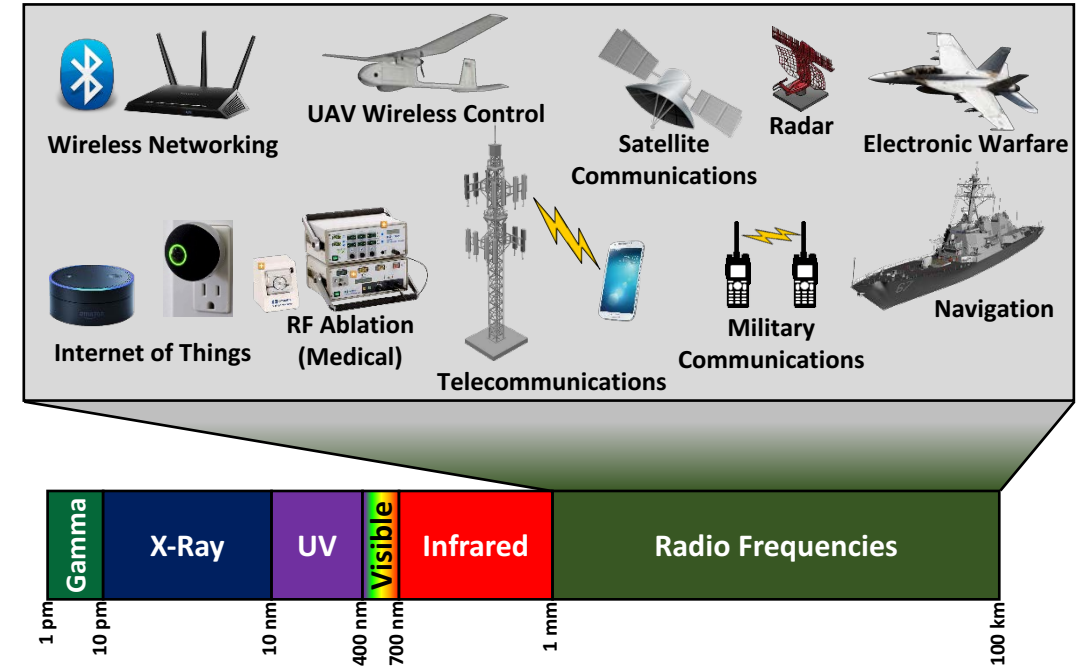 UAV Wireless Control
Wireless Networking
Satellite
Communications
Radar
Electronic Warfare
Internet of Things
RF Ablation
(Medical)
Telecommunications
Military
Communications
Navigation
Gamma
X-Ray
UV
Visible
Infrared
Radio Frequencies
1 pm
10 pm
10 nm
400 nm
700 nm
1 mm
100 km